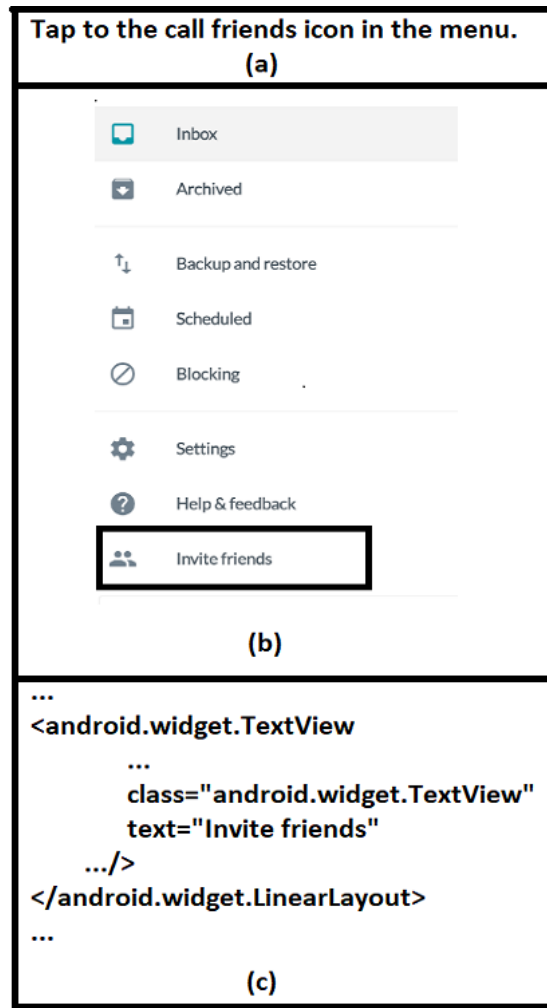 Tap to the call friends icon in the menu.
(a)
Inbox
Archived
Backup and restore
Scheduled
Blocking
Settings
Help & feedback
Invite friends
(b)
...
<android.widget.TextView
...
class="android.widget.TextView"
text="Invite friends"
.../>
</android.widget.LinearLayout>
...
(c)